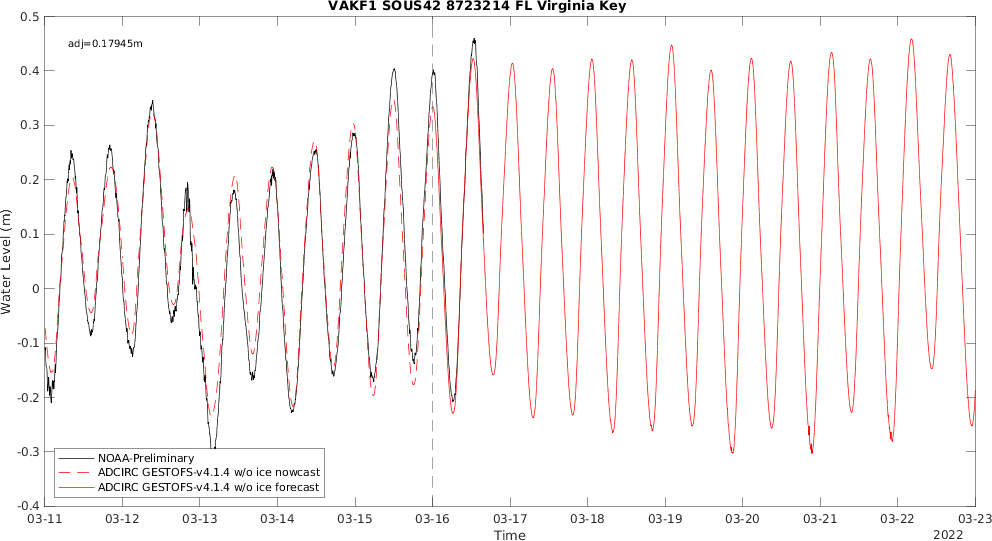 VAKF1 SOUS42 8723214 FL Virginia Key
adj=0.17945m
0.5
0.4
0.3
0.2
0.1
0
-0.1
-0.2
-0.3
-0.4
Water Level (m)
NOAA-Preliminary
ADCIRC GESTOFS-v4.1.4 w/o ice nowcast
ADCIRC GESTOFS-v4.1.4 w/o ice forecast
03-11 03-12 03-13 03-14 03-15 03-16 03-17 03-18 03-19 03-20 03-21 03-22 03-23
Time
2022